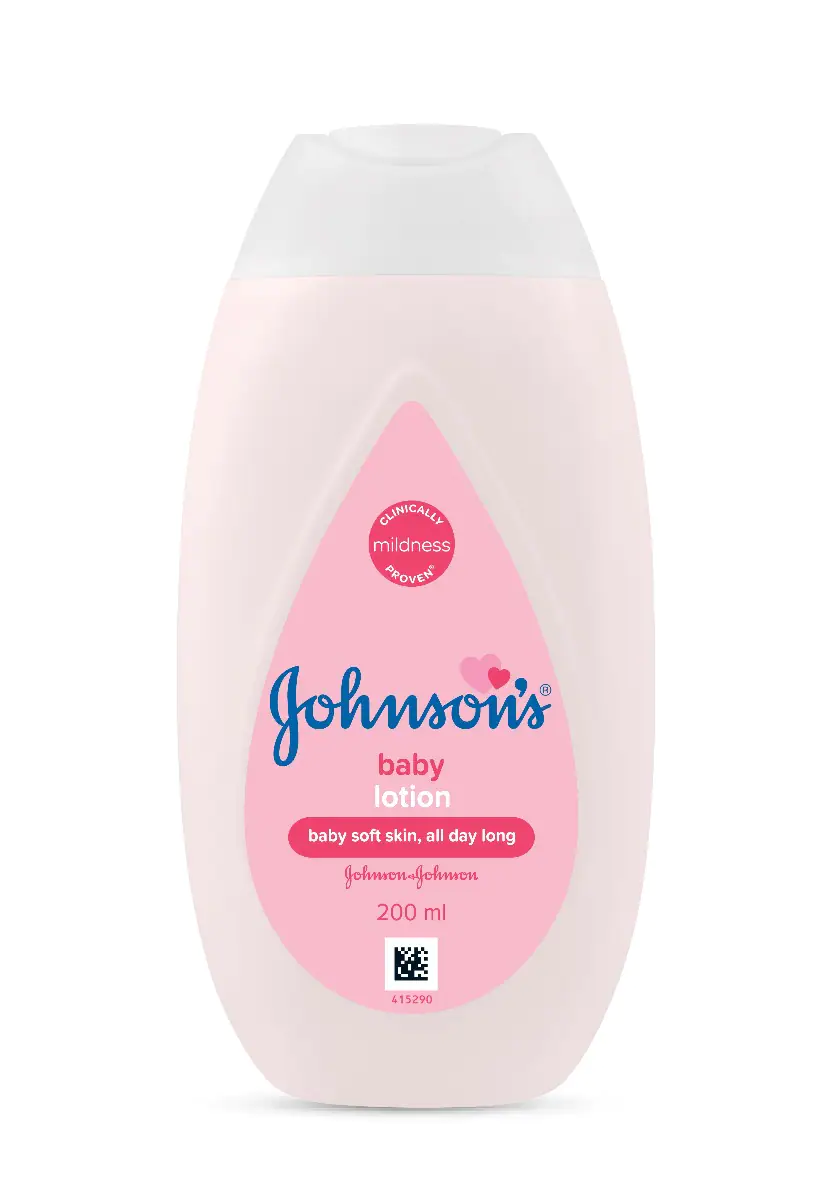 CLINICALLY
mildness
PROVEN®
Johnson's®
baby
lotion
baby soft skin, all day long
Johnson & Johnson
200 ml
415290